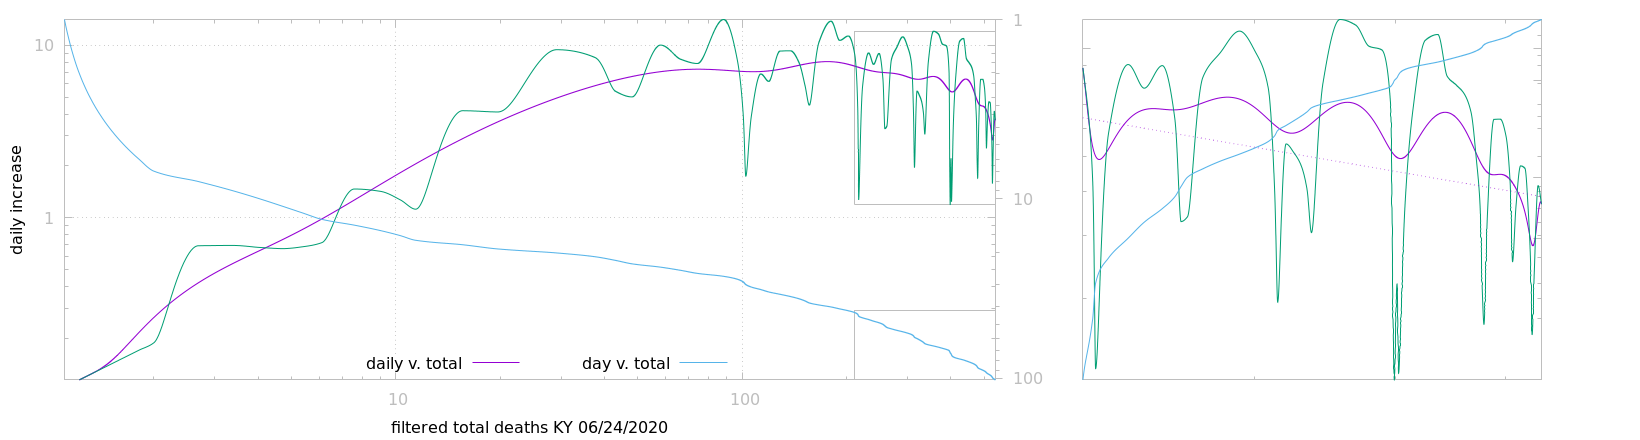 10
1
daily increase
daily v. total
day v. total
10
100
filtered total deaths KY 06/24/2020
1
10
100